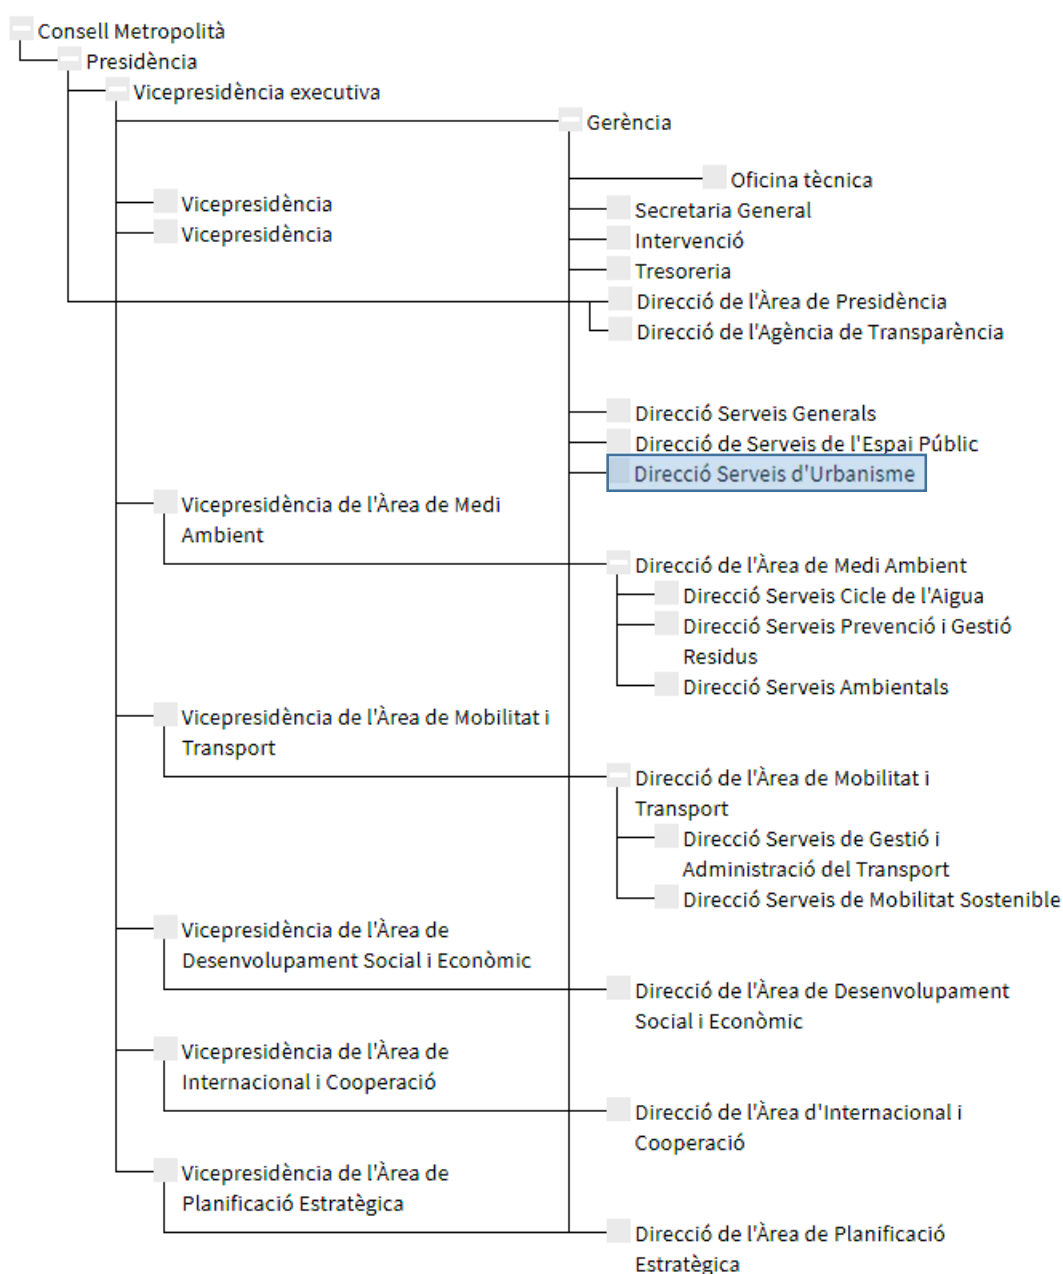 Consell Metropolità
Presidència
Vicepresidència executiva
Gerència
Oficina tècnica
Vicepresidència
Secretaria General
Vicepresidència
Intervenció
Tresoreria
Direcció de l'Àrea de Presidència
Direcció de l'Agència de Transparència
Direcció Serveis Generals
Direcció de Serveis de l'Espai Públic
Direcció Serveis d'Urbanisme
Vicepresidència de l'Àrea de Medi
Ambient
Direcció de l'Àrea de Medi Ambient
Direcció Serveis Cicle de l'Aigua
Direcció Serveis Prevenció i Gestió
Residus
Direcció Serveis Ambientals
Vicepresidència de l'Àrea de Mobilitat i
Transport
Direcció de l'Àrea de Mobilitat i
Transport
Direcció Serveis de Gestió i
Administració del Transport
Direcció Serveis de Mobilitat Sostenible
Vicepresidència de l'Àrea de
Desenvolupament Social i Econòmic
Direcció de l'Àrea de Desenvolupament
Social i Econòmic
Vicepresidència de l'Àrea de
Internacional i Cooperació
Direcció de l'Àrea d'Internacional i
Cooperació
Vicepresidència de l'Àrea de
Planificació Estratègica
Direcció de l'Àrea de Planificació
Estratègica